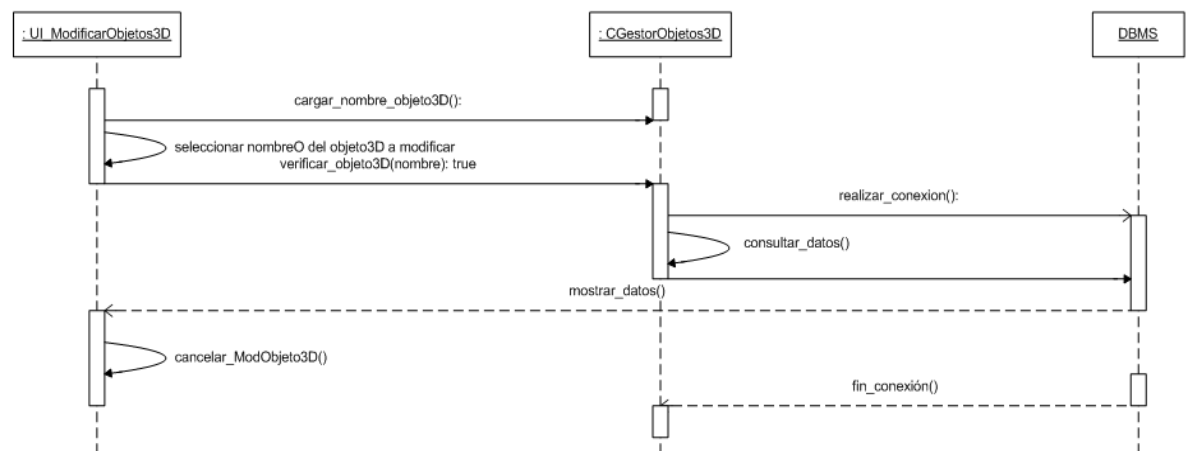 : UI_ModificarObjetos3D
: CGestorObjetos3D
DBMS
cargar_nombre_objeto3D():
seleccionar nombreO del objeto3D a modificar
verificar_objeto3D(nombre): true
realizar_conexion():
consultar_datos()
mostrar_datos()
cancelar_ModObjeto3D()
fin_conexión()